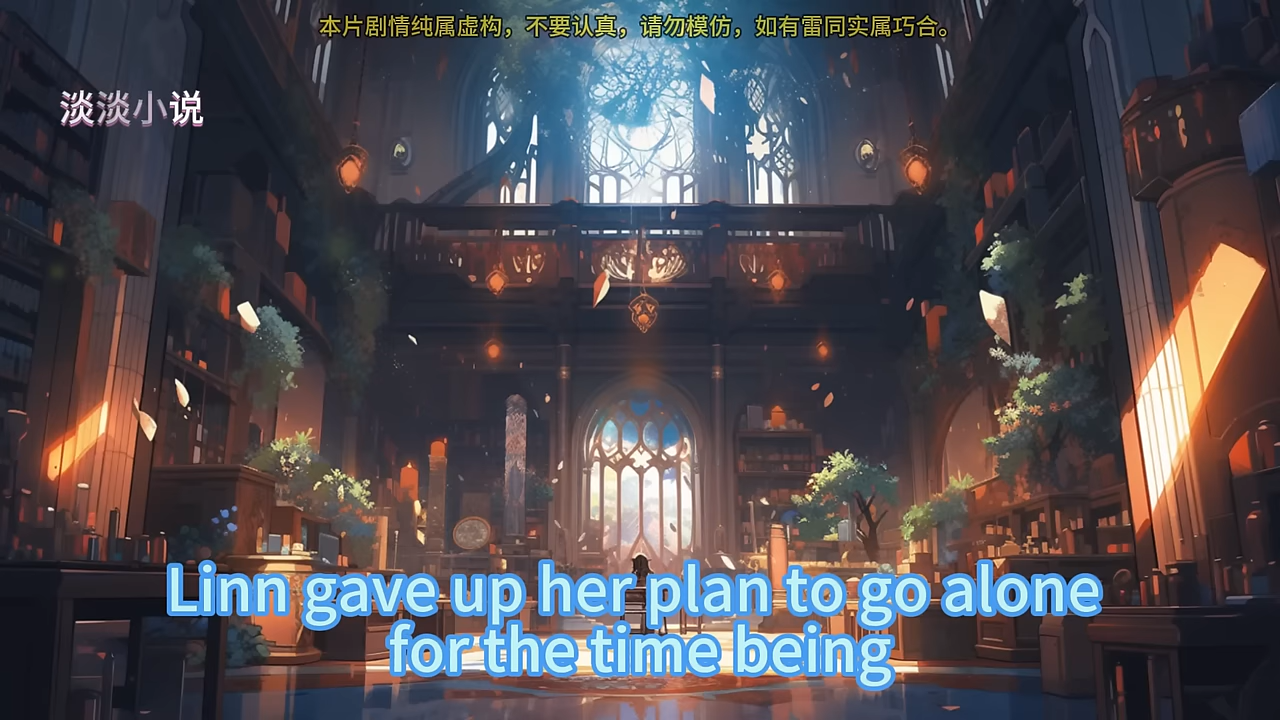 本片剧情纯属虚构，不要认真，请勿模仿，如有雷同实属巧合。
淡淡小说
Linn gave up her plan to go alone
for the time being